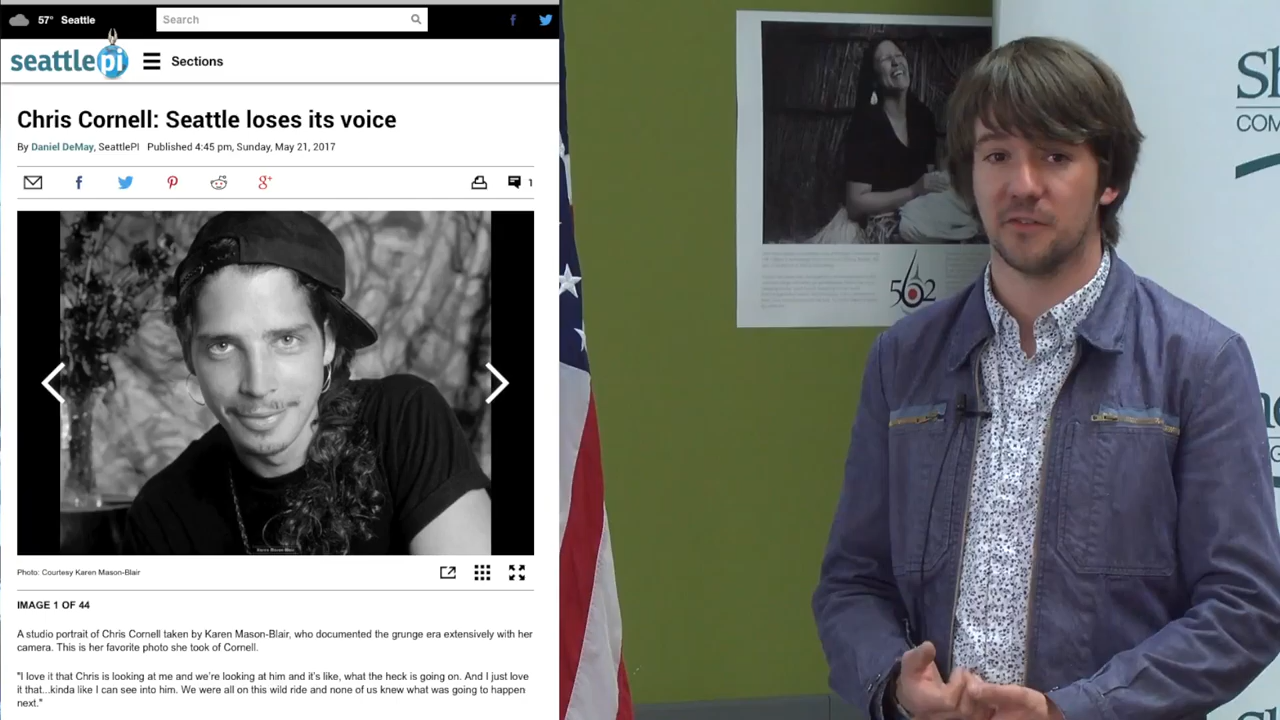 57° Seattle
Search
seattlepi
Sections
Chris Cornell: Seattle loses its voice
By Daniel DeMay, SeattlePI Published 4:45 pm, Sunday, May 21, 2017
1
Photo: Courtesy Karen Mason-Blair
IMAGE 1 OF 44
A studio portrait of Chris Cornell taken by Karen Mason-Blair, who documented the grunge era extensively with her
camera. This is her favorite photo she took of Cornell.
"I love it that Chris is looking at me and we're looking at him and it's like, what the heck is going on. And I just love
it that...kinda like I can see into him. We were all on this wild ride and none of us knew what was going to happen
next."
562
Sh
COM